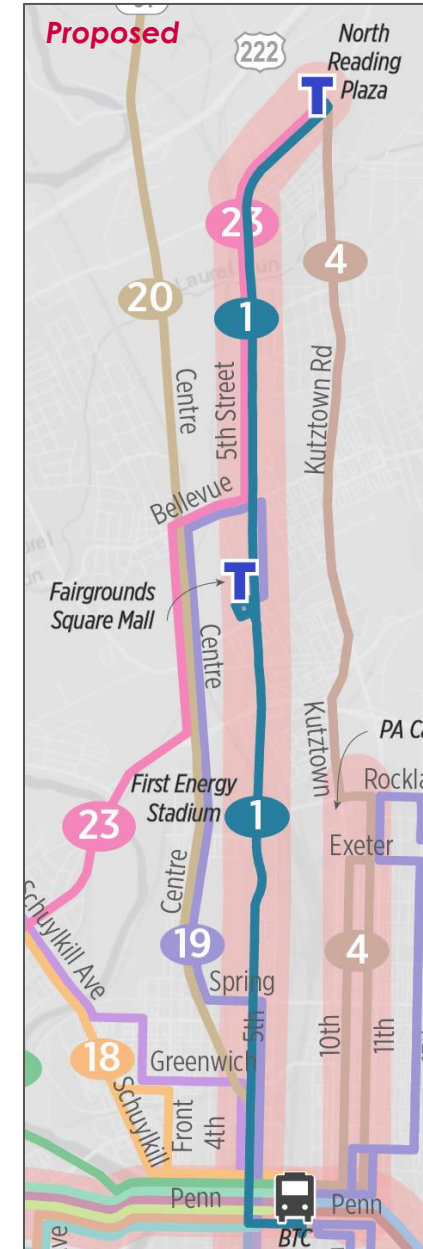 Proposed
222
North
Reading
Plaza
T
23
4
20
1
Centre
5th Street
Kutztown Rd
Bellevue
T
Fairgrounds
Square Mall
Centre
Kutztown
PA Ca
Rockla
First Energy
Stadium
1
23
Exeter
Centre
Schuylkill Ave
19
4
Spring
5th
10th
11th
18
Greenwich
Schuylkill
Front
4th
Penn
Penn
BTC